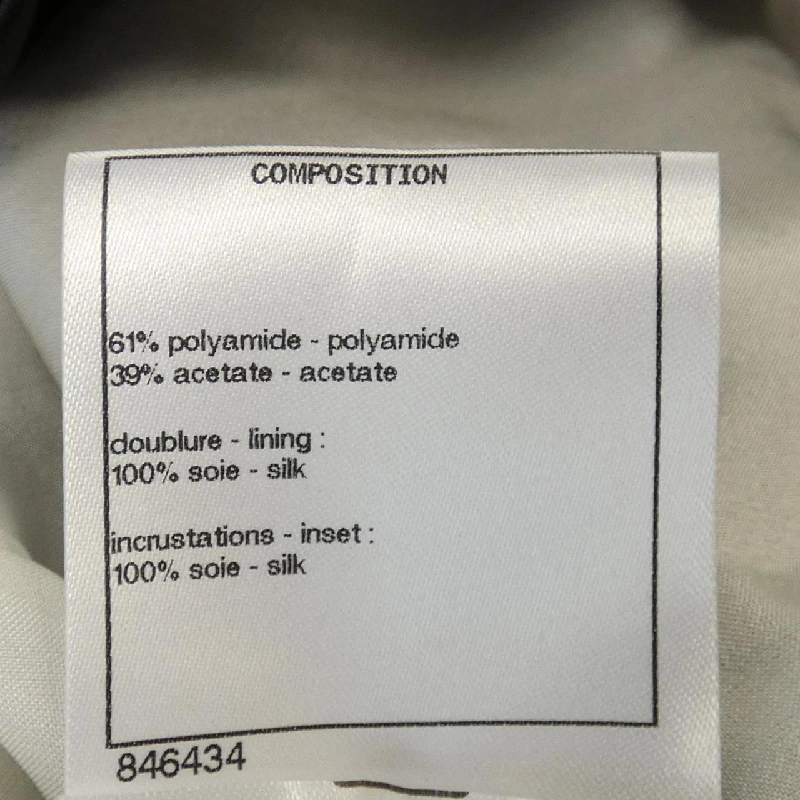 COMPOSITION
61% polyamide - polyamide
39% acetate - acetate
doublure - lining :
100% soie - silk
incrustations - inset :
100% soie - silk
846434